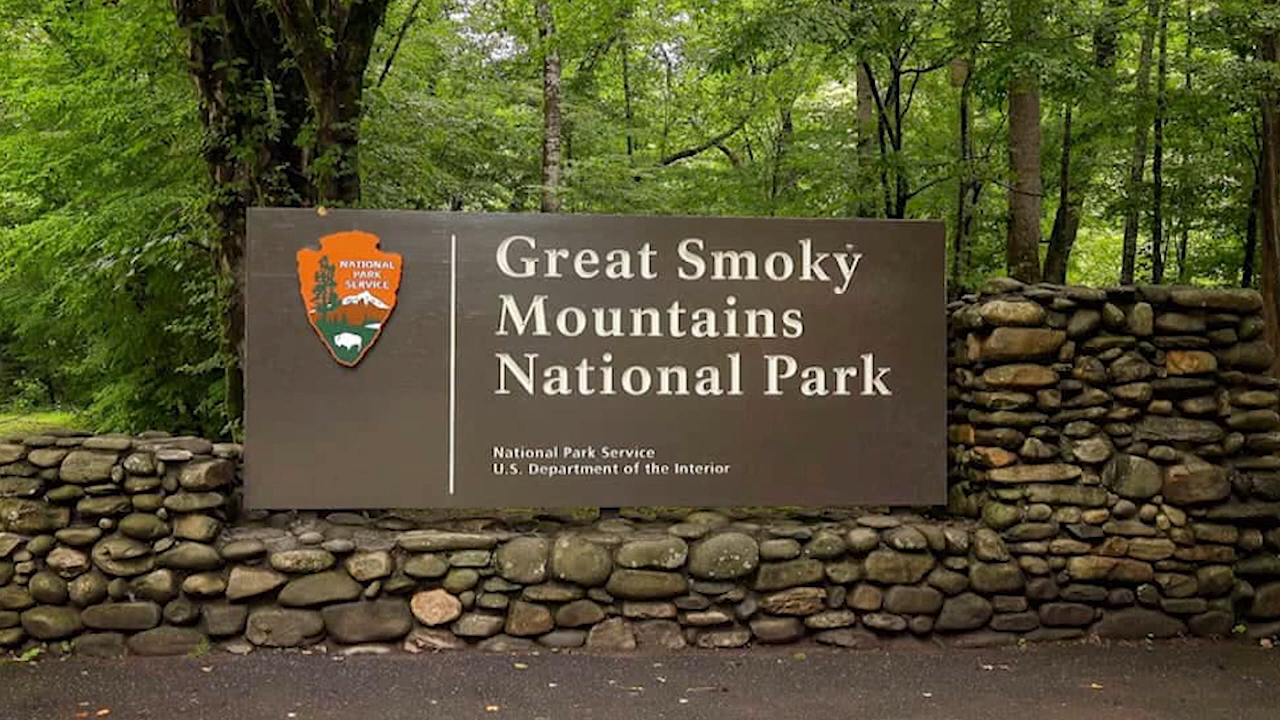 NATIONAL
PARK
SERVICE
Great Smoky
Mountains
National Park
National Park Service
U.S. Department of the Interior